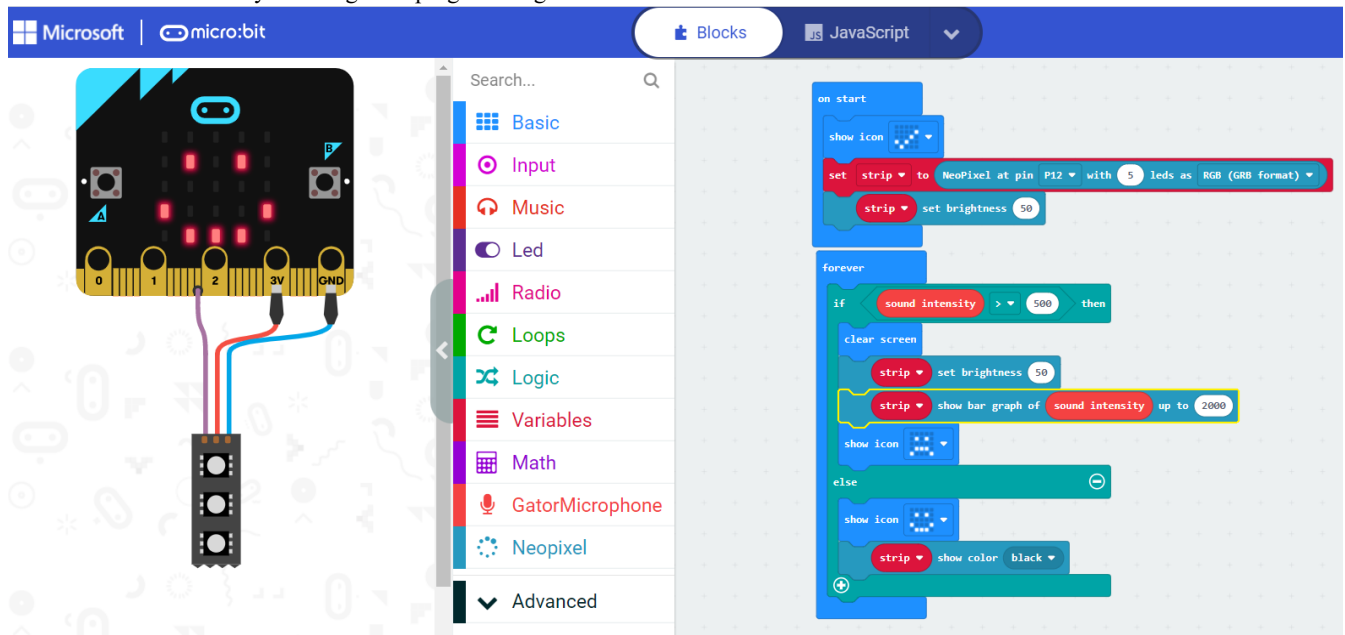 Microsoft micro:bit Blocks JS JavaScript
A
B
0 1 2 3V GND
Search...
Basic
Input
Music
Led
Radio
Loops
Logic
Variables
Math
GatorMicrophone
Neopixel
Advanced
on start
show icon
set strip to NeoPixel at pin P12 with 5 leds as RGB (GRB format)
strip set brightness 50
forever
if sound intensity > 500 then
clear screen
strip set brightness 50
strip show bar graph of sound intensity up to 2000
show icon
else
show icon
strip show color black